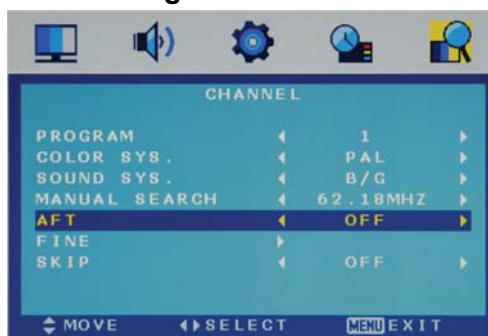 CHANNEL
PROGRAM 1
COLOR SYS. PAL
SOUND SYS. B/G
MANUAL SEARCH 62.18MHZ
AFT OFF
FINE
SKIP OFF
MOVE SELECT MENU EXIT